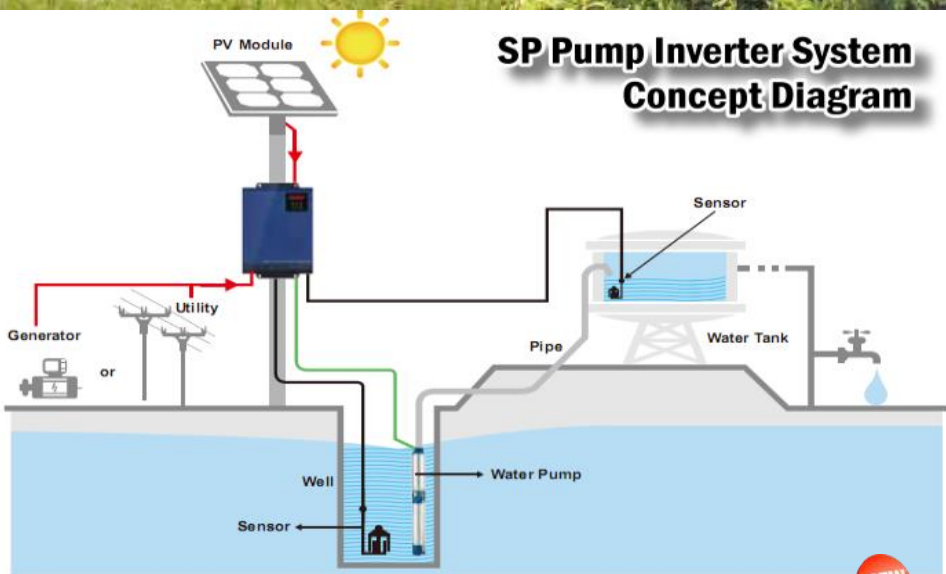 SP Pump Inverter System
Concept Diagram
PV Module
Sensor
Utility
Generator
or
Pipe
Water Tank
Well
Water Pump
Sensor